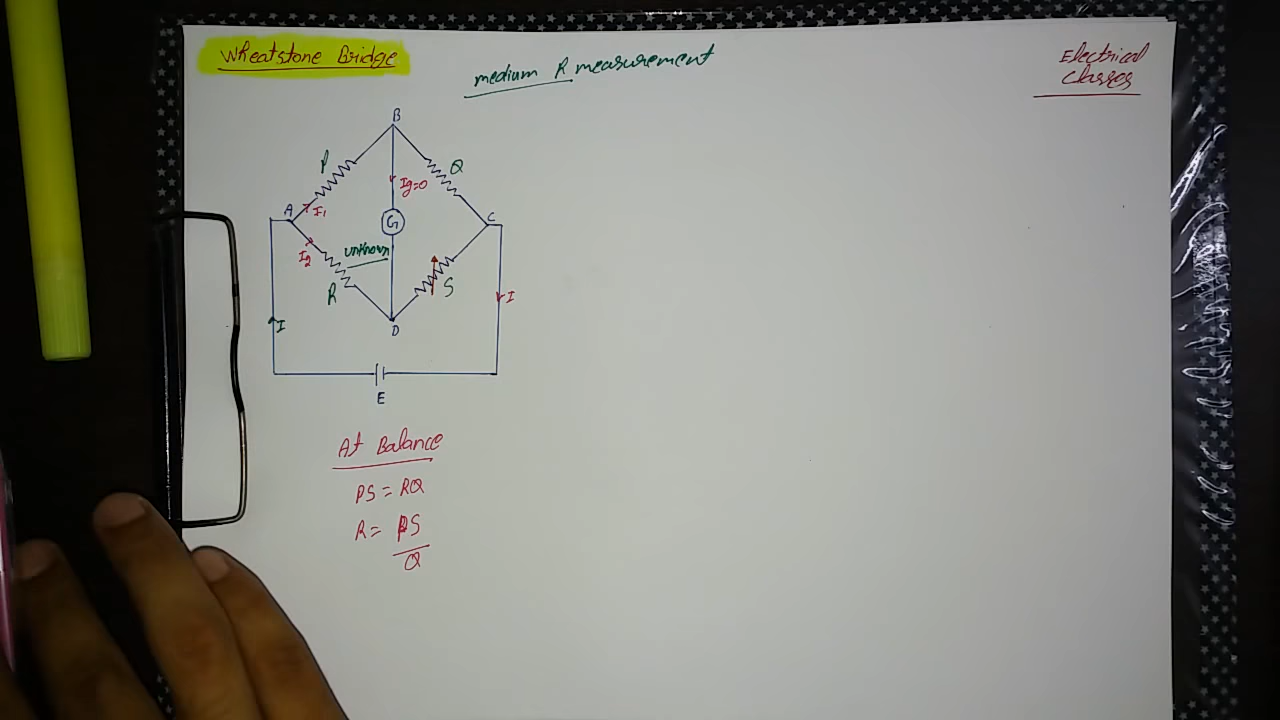 Wheatstone Bridge
medium R measurement
Electrical
Classes
B
P
Q
Ig=0
A
I1
G
C
I2
unknown
R
S
D
I
I
E
At Balance
PS = RQ
R = PS
Q